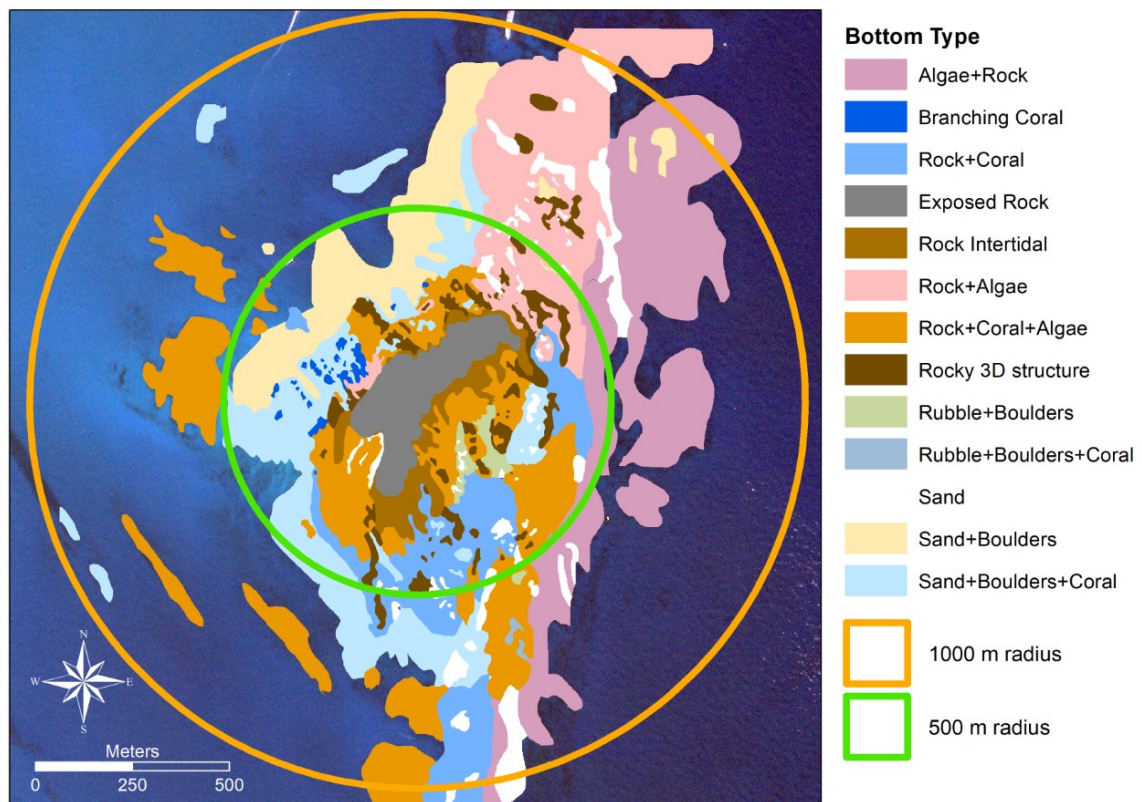 Bottom Type
Algae+Rock
Branching Coral
Rock+Coral
Exposed Rock
Rock Intertidal
Rock+Algae
Rock+Coral+Algae
Rocky 3D structure
Rubble+Boulders
Rubble+Boulders+Coral
Sand
Sand+Boulders
Sand+Boulders+Coral
1000 m radius
500 m radius
N
W E
S
Meters
0 250 500